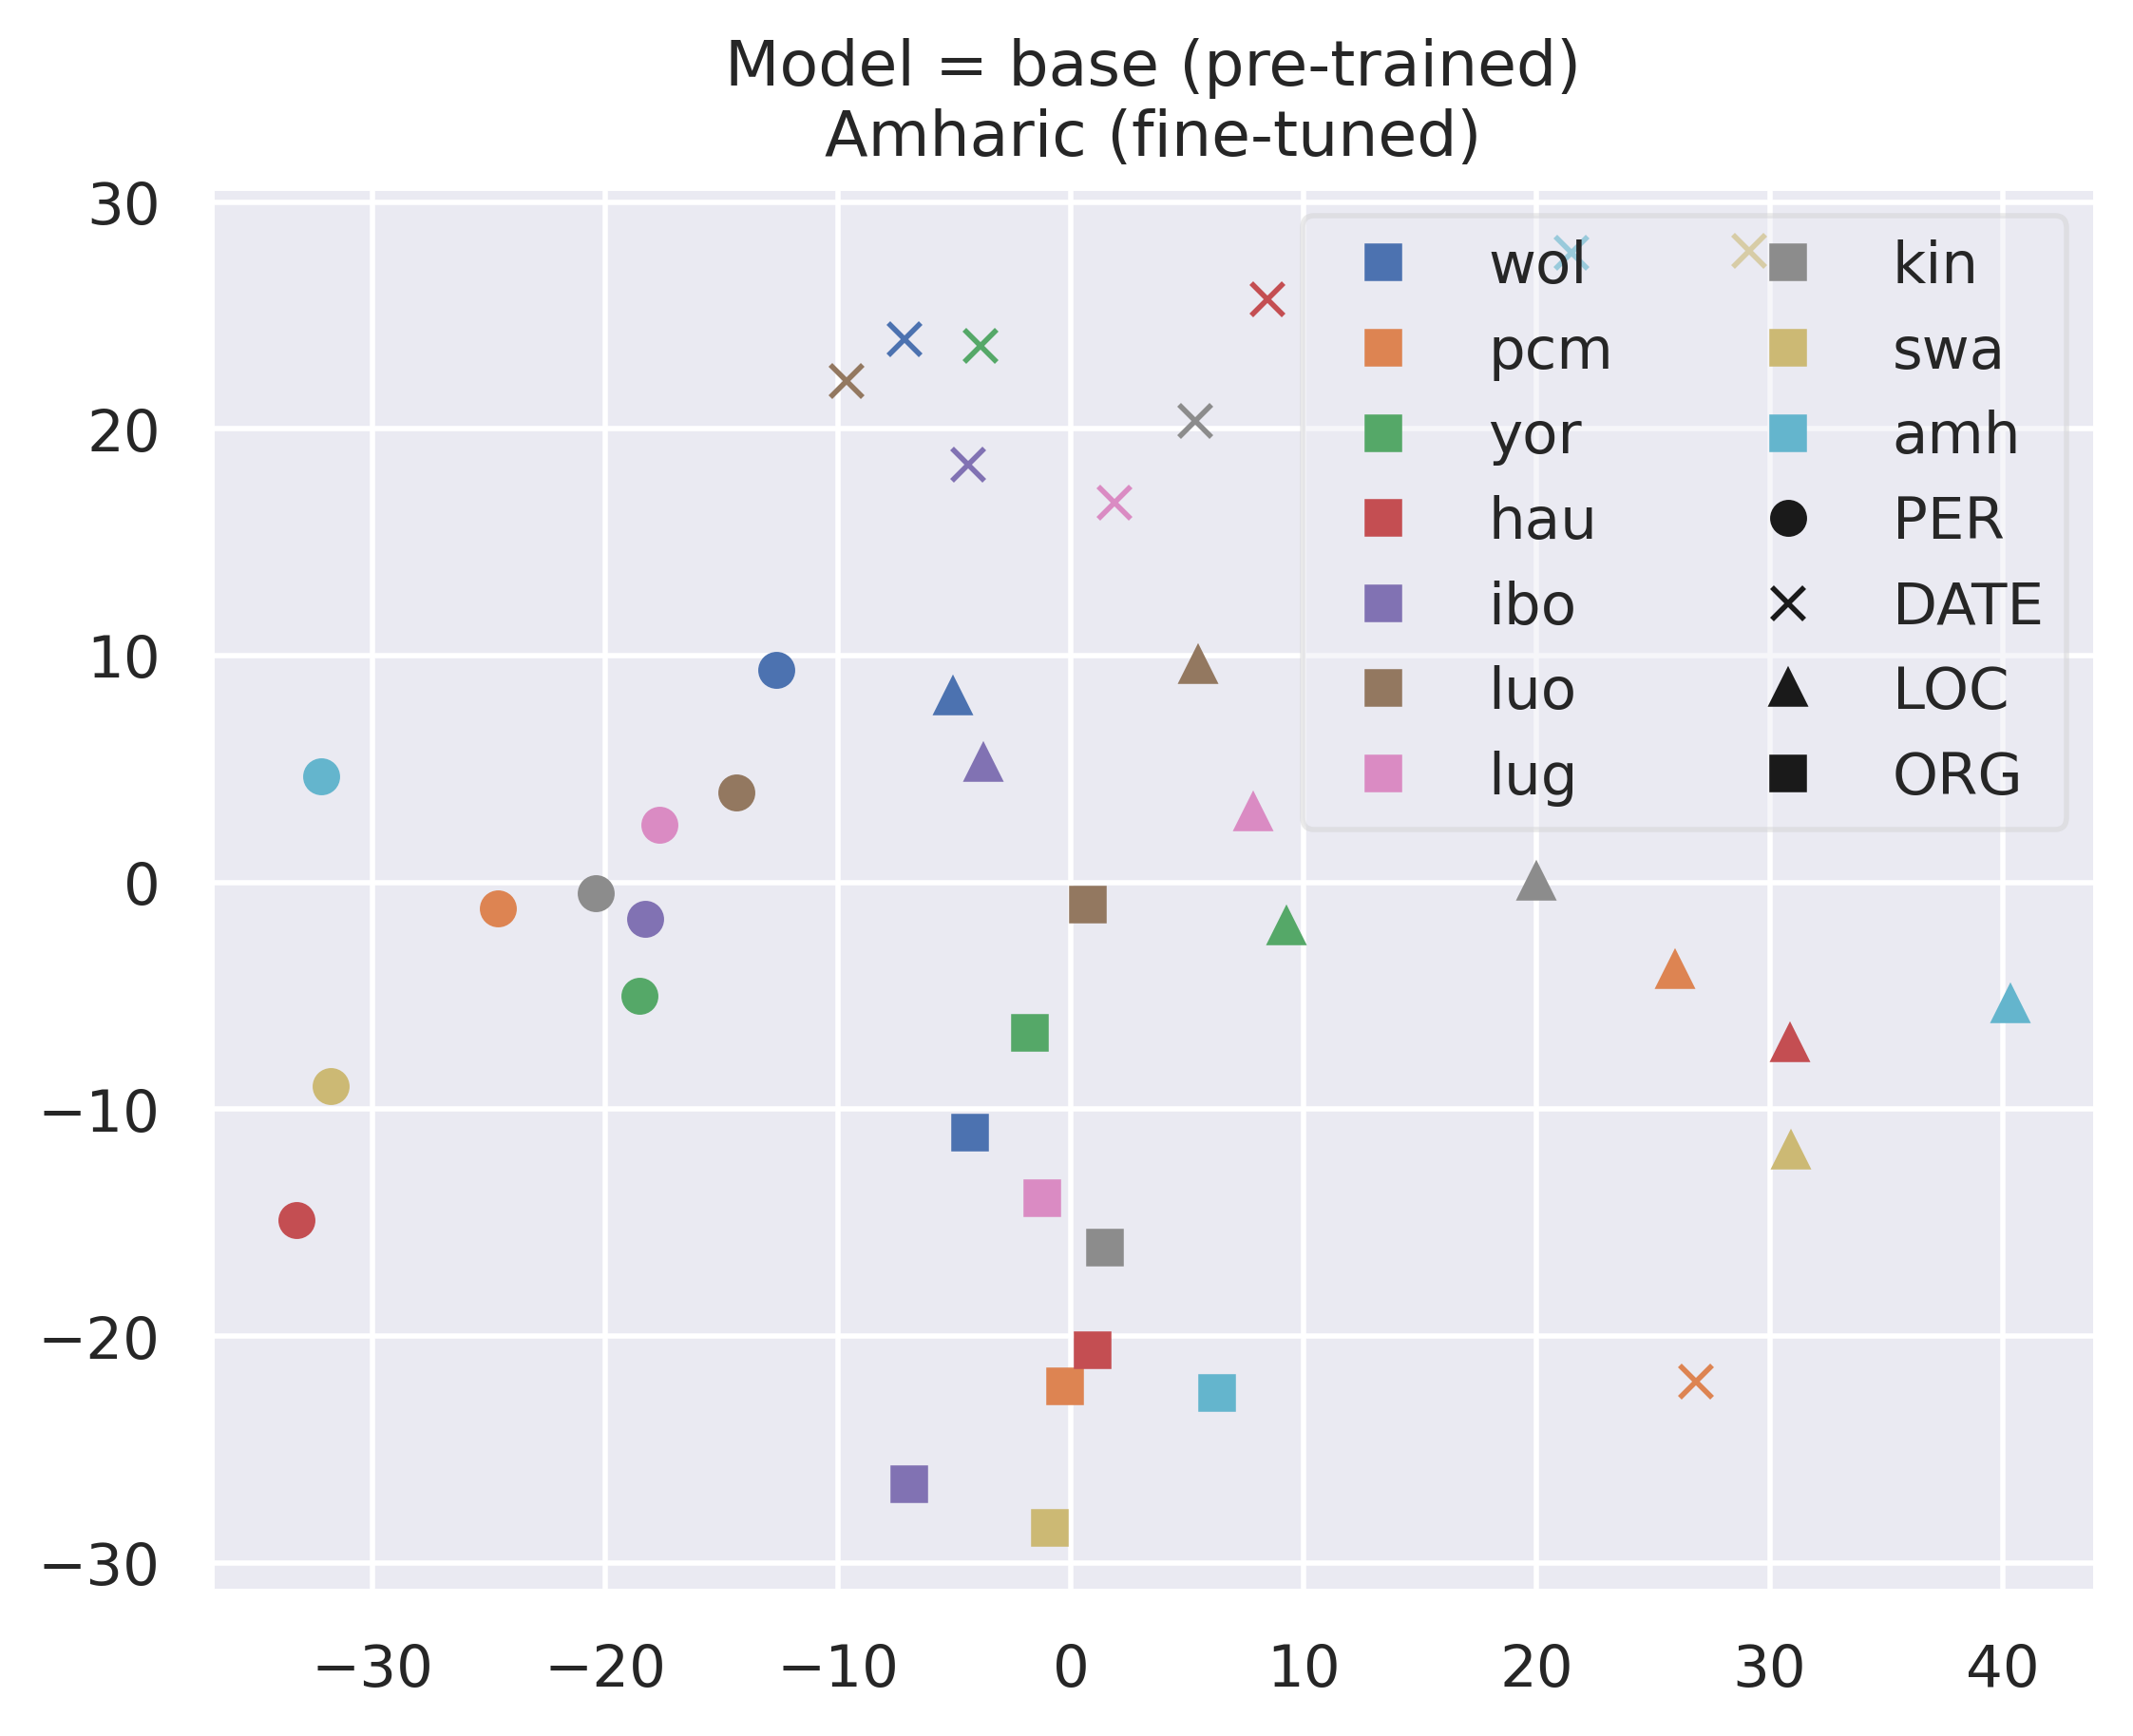 Model = base (pre-trained)
Amharic (fine-tuned)
30
20
10
0
−10
−20
−30
−30 −20 −10 0 10 20 30 40
wol kin
pcm swa
yor amh
hau PER
ibo DATE
luo LOC
lug ORG